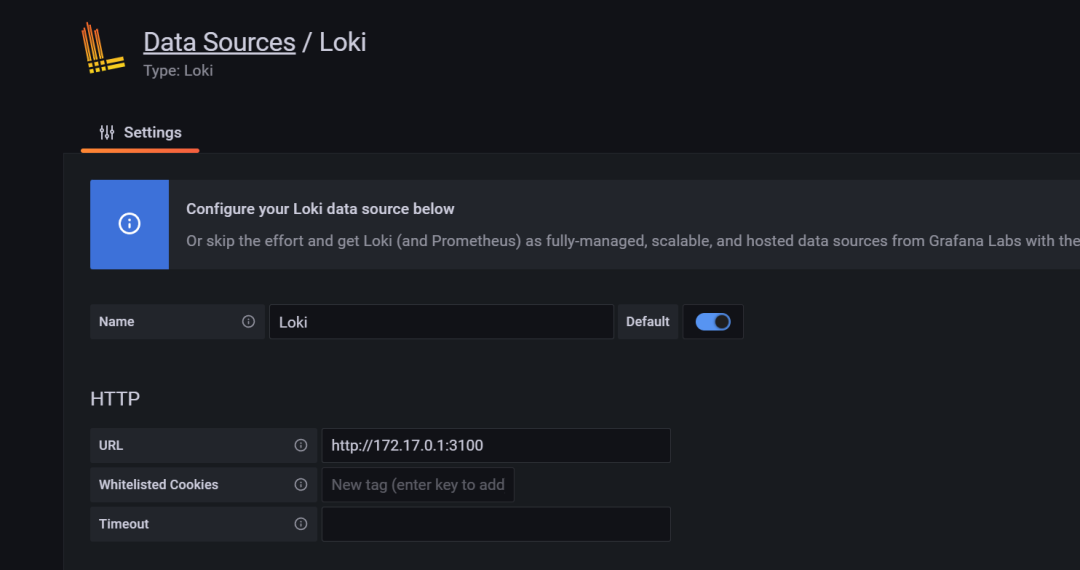 Data Sources / Loki
Type: Loki
Settings
Configure your Loki data source below
Or skip the effort and get Loki (and Prometheus) as fully-managed, scalable, and hosted data sources from Grafana Labs with the
Name Loki Default
HTTP
URL http://172.17.0.1:3100
Whitelisted Cookies New tag (enter key to add
Timeout